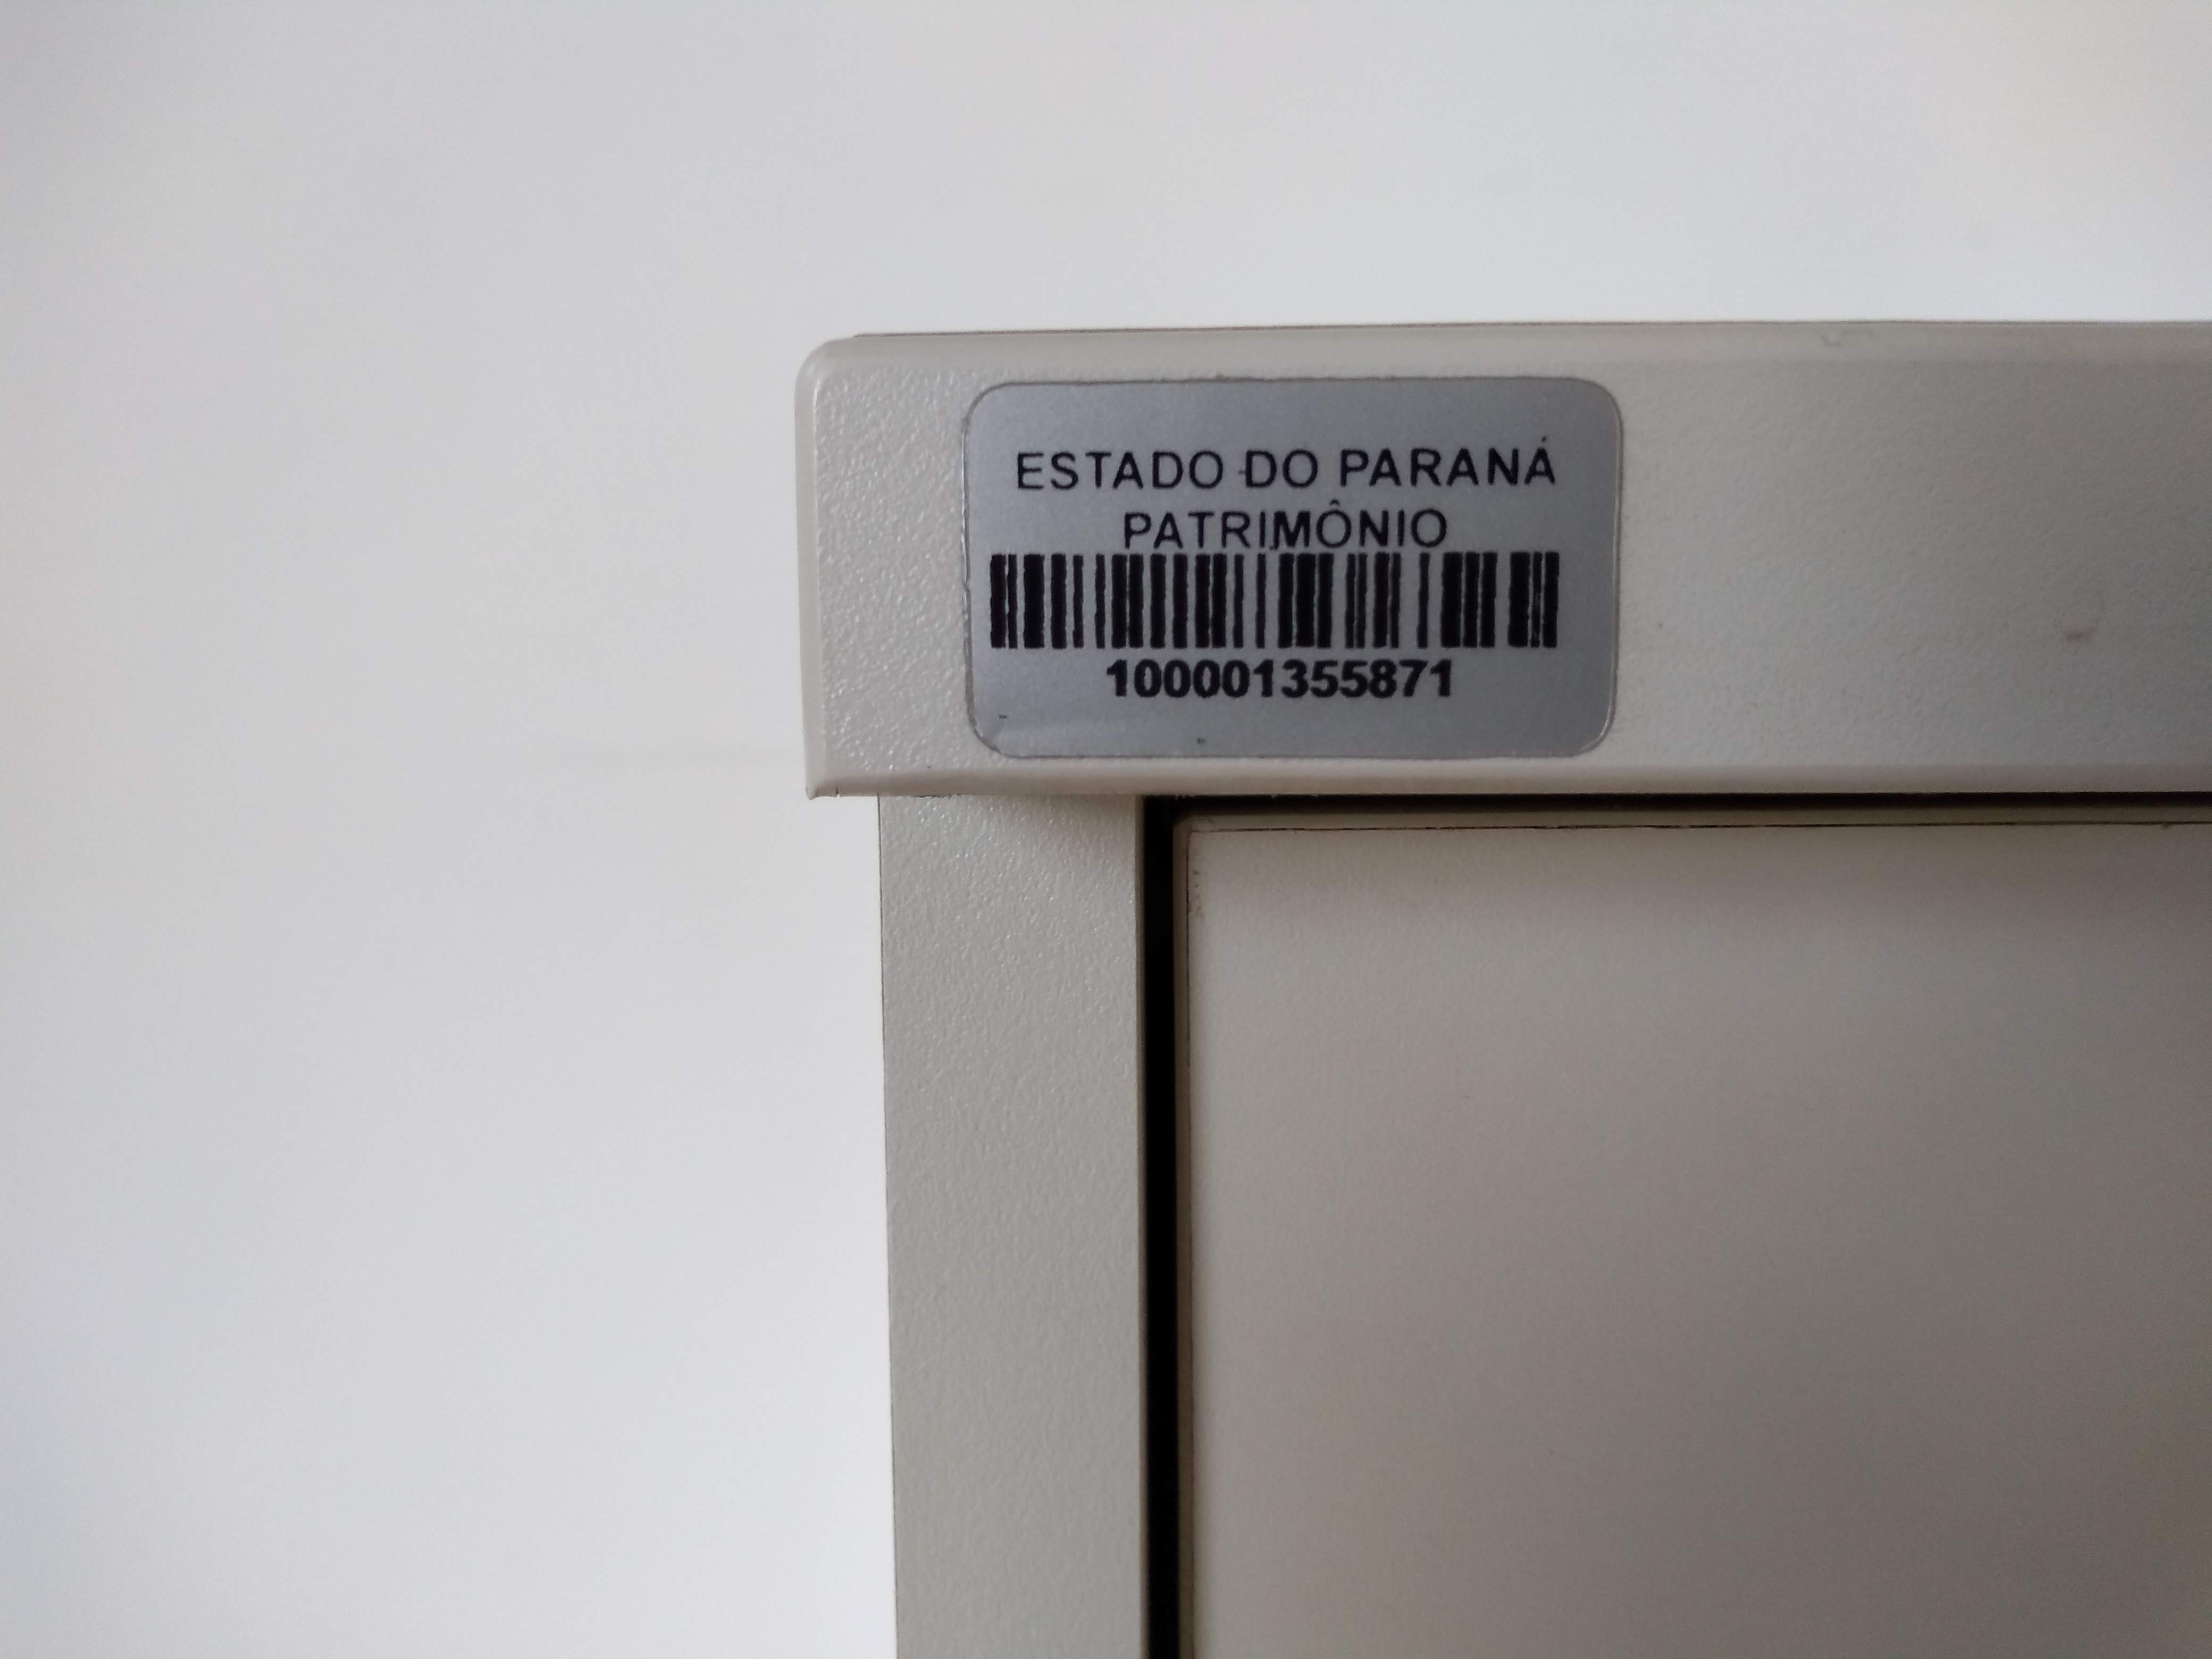 ESTADO DO PARANÁ
PATRIMÔNIO
100001355871